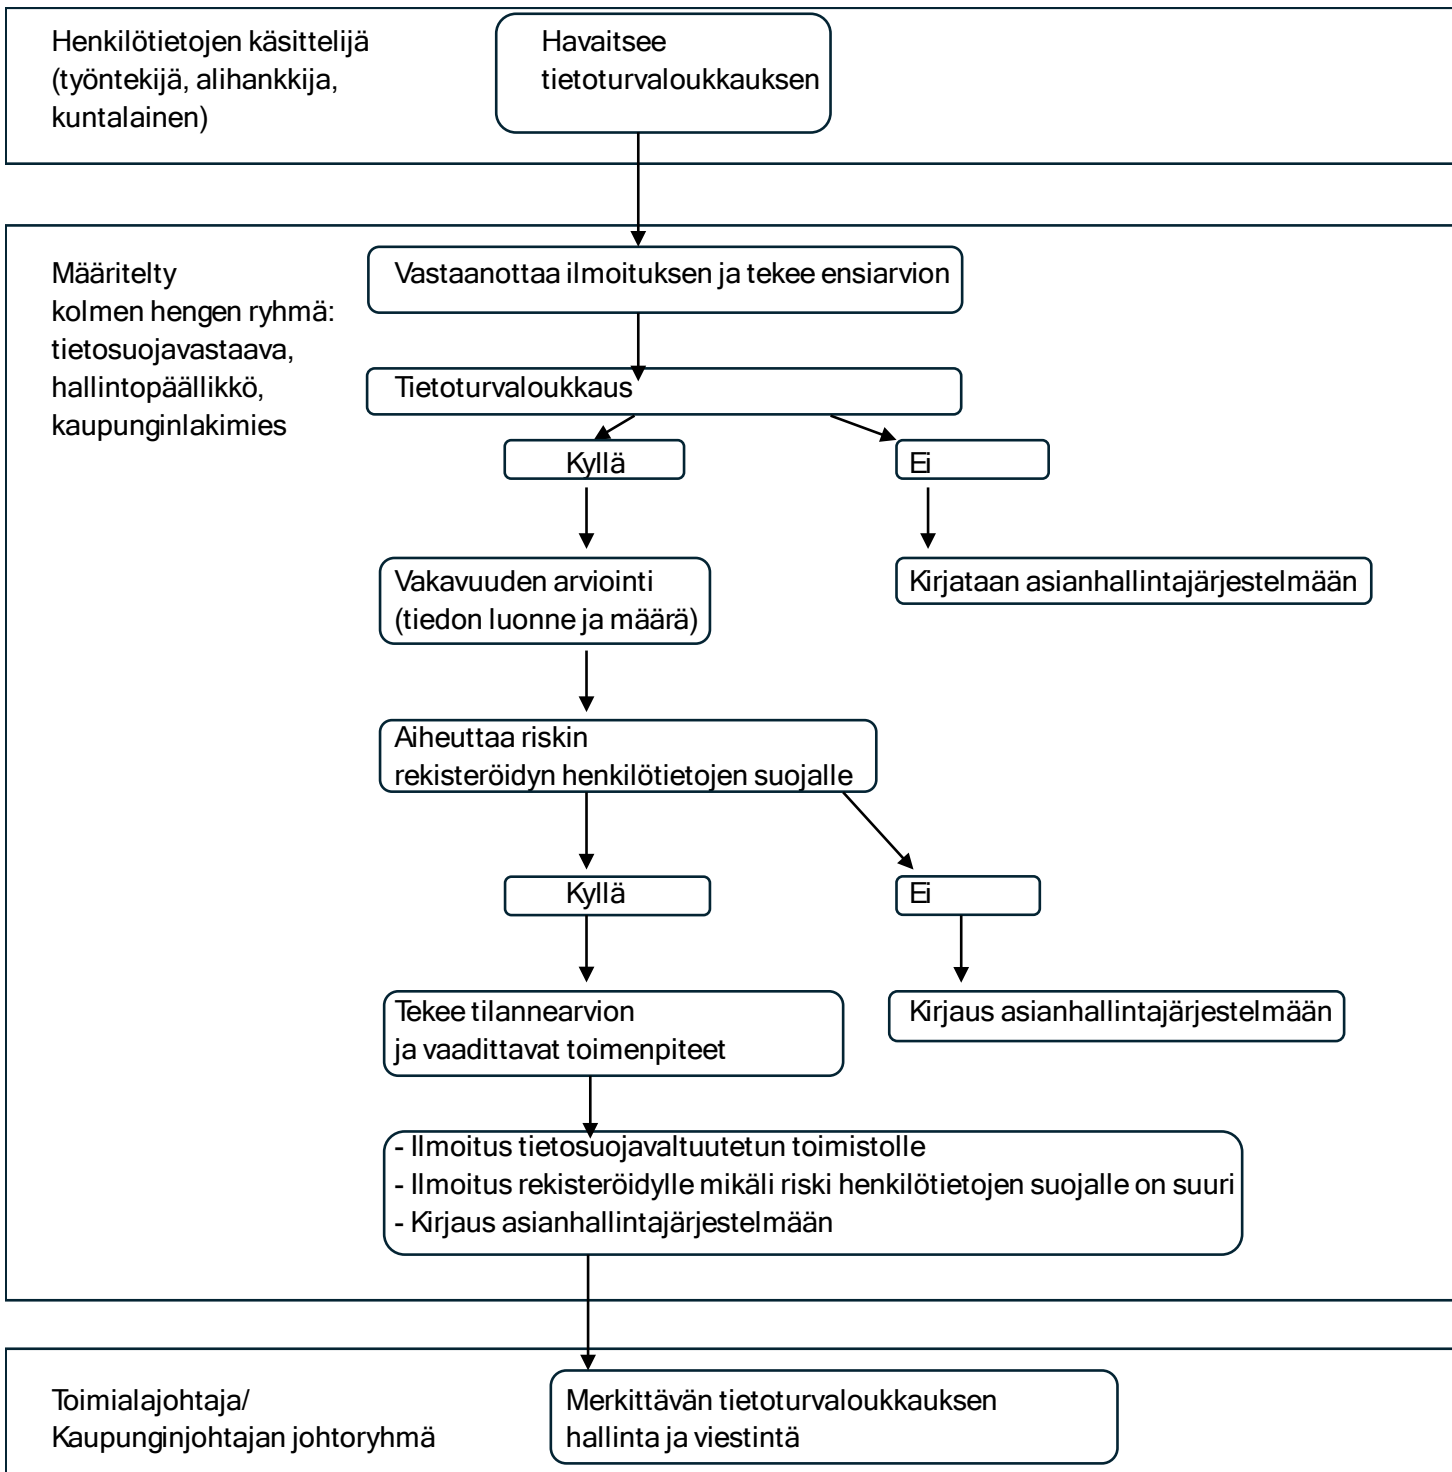 Henkilötietojen käsittelijä
(työntekijä, alihankkija,
kuntalainen)
Havaitsee
tietoturvaloukkauksen
Määritelty
kolmen hengen ryhmä:
tietosuojavastaava,
hallintopäällikkö,
kaupunginlakimies
Vastaanottaa ilmoituksen ja tekee ensiarvion
Tietoturvaloukkaus
Kyllä
Ei
Vakavuuden arviointi
(tiedon luonne ja määrä)
Kirjataan asianhallintajärjestelmään
Aiheuttaa riskin
rekisteröidyn henkilötietojen suojalle
Kyllä
Ei
Tekee tilannearvion
ja vaadittavat toimenpiteet
Kirjaus asianhallintajärjestelmään
- Ilmoitus tietosuojavaltuutetun toimistolle
- Ilmoitus rekisteröidylle mikäli riski henkilötietojen suojalle on suuri
- Kirjaus asianhallintajärjestelmään
Toimialajohtaja/
Kaupunginjohtajan johtoryhmä
Merkittävän tietoturvaloukkauksen
hallinta ja viestintä